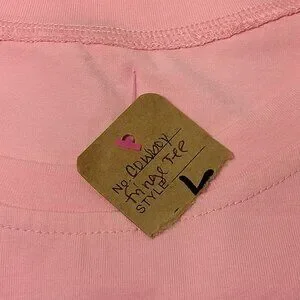 No. COWBOY
fringe Tee
STYLE
L